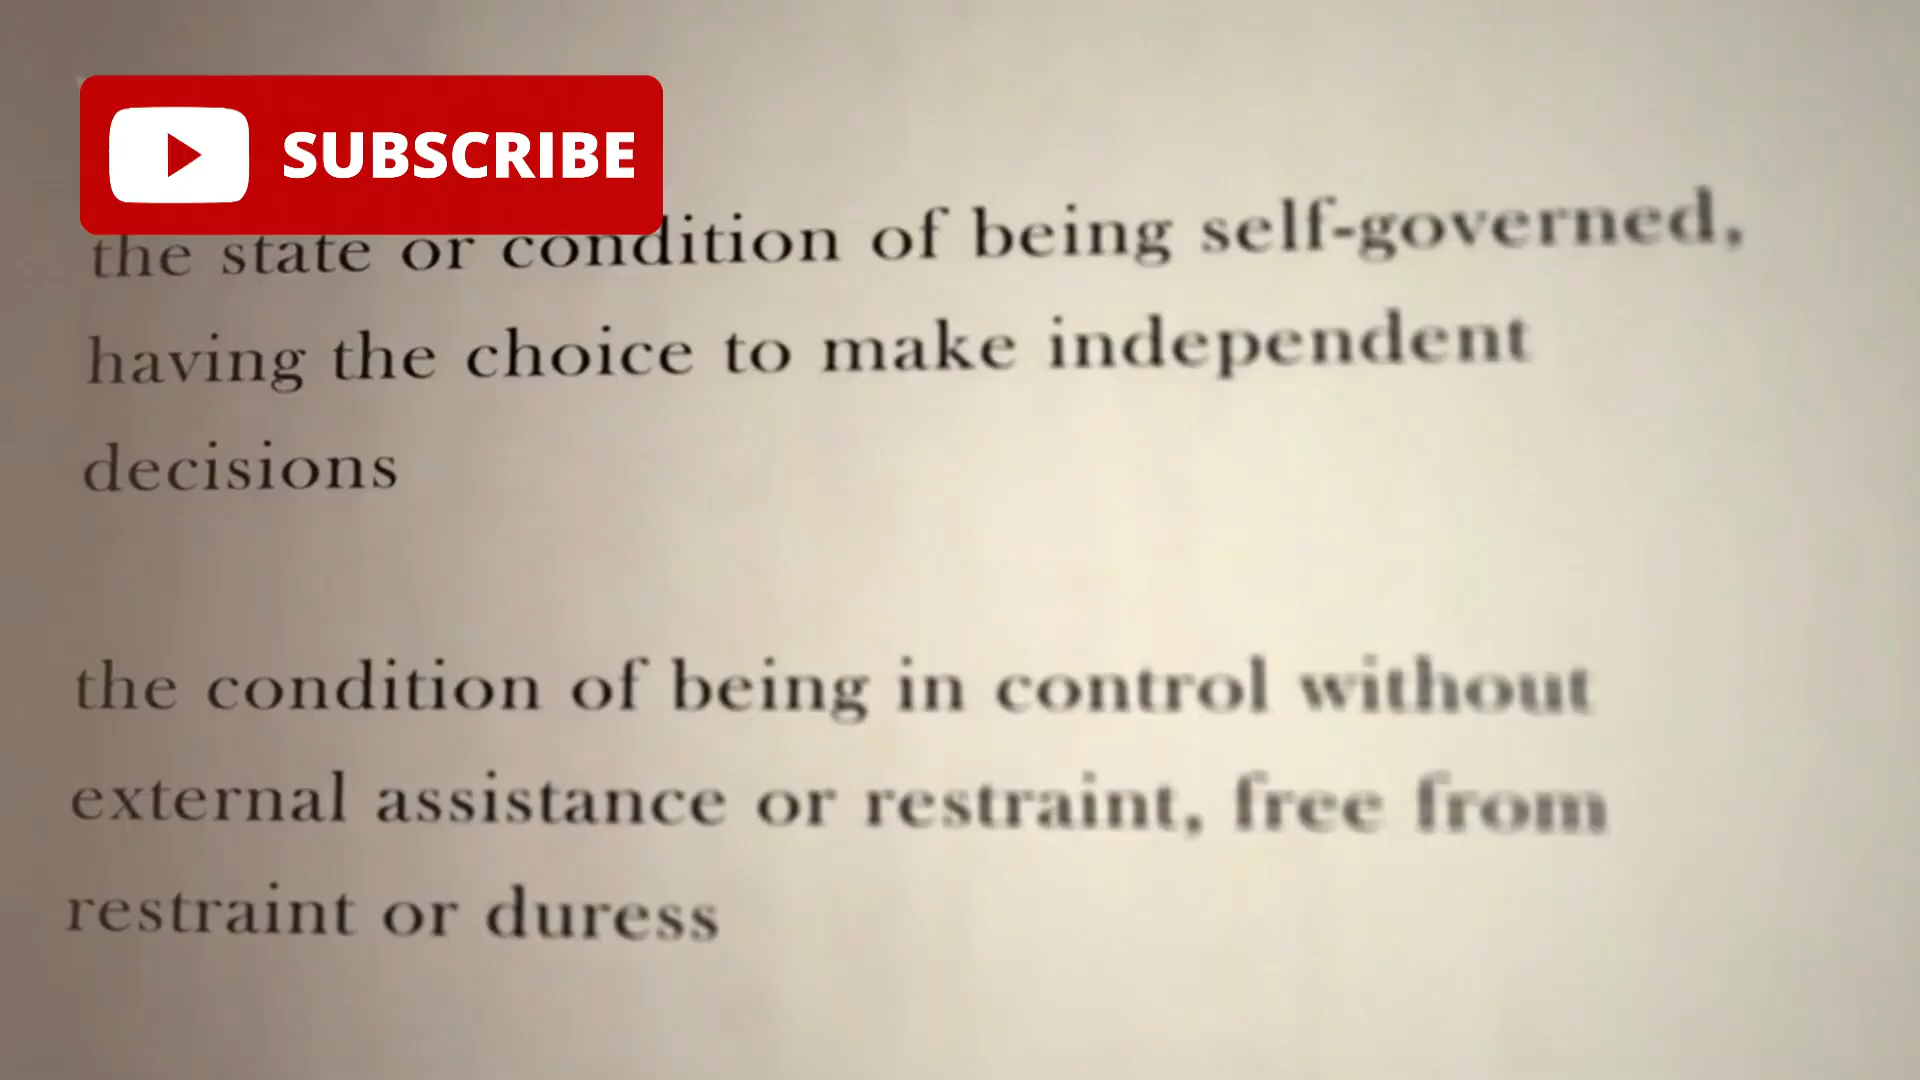 SUBSCRIBE
the state or condition of being self-governed,
having the choice to make independent
decisions
the condition of being in control without
external assistance or restraint, free from
restraint or duress